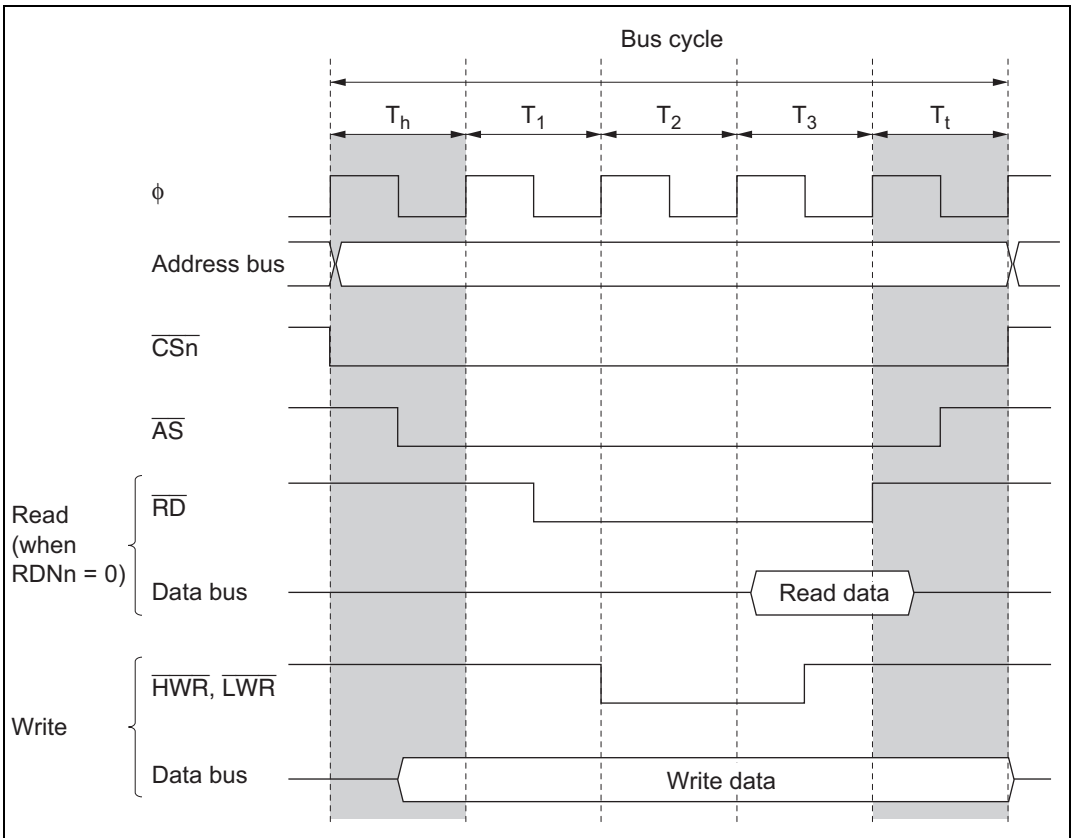 Bus cycle
Th T1 T2 T3 Tt
ϕ
Address bus
CSn
AS
RD
Read
(when
RDNn = 0)
Data bus
Read data
HWR, LWR
Write
Data bus
Write data